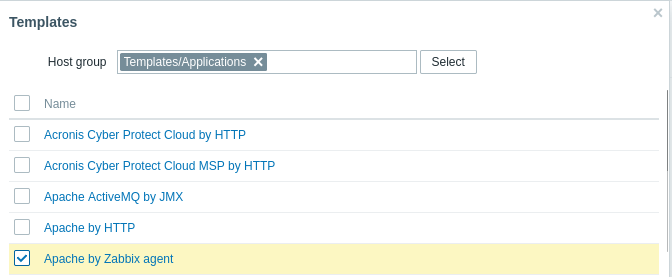 Templates
Host group Templates/Applications Select
Name
Acronis Cyber Protect Cloud by HTTP
Acronis Cyber Protect Cloud MSP by HTTP
Apache ActiveMQ by JMX
Apache by HTTP
Apache by Zabbix agent